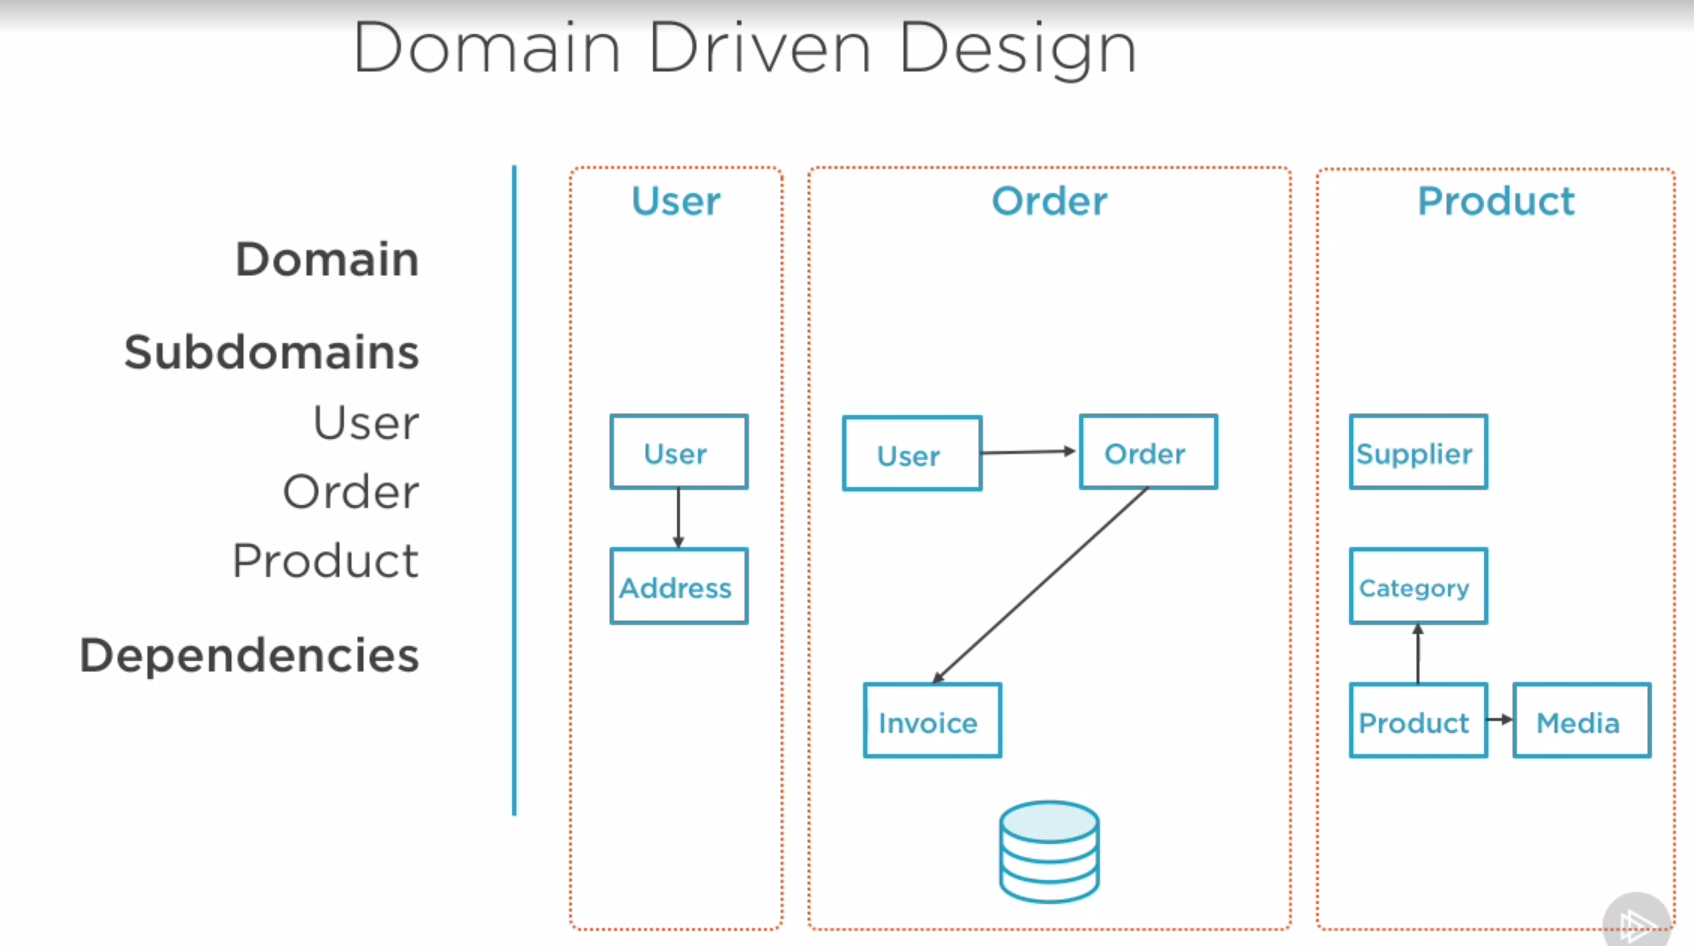 Domain Driven Design
Domain
Subdomains
User
Order
Product
Dependencies
User
User
Address
Order
User
Order
Invoice
Product
Supplier
Category
Product
Media